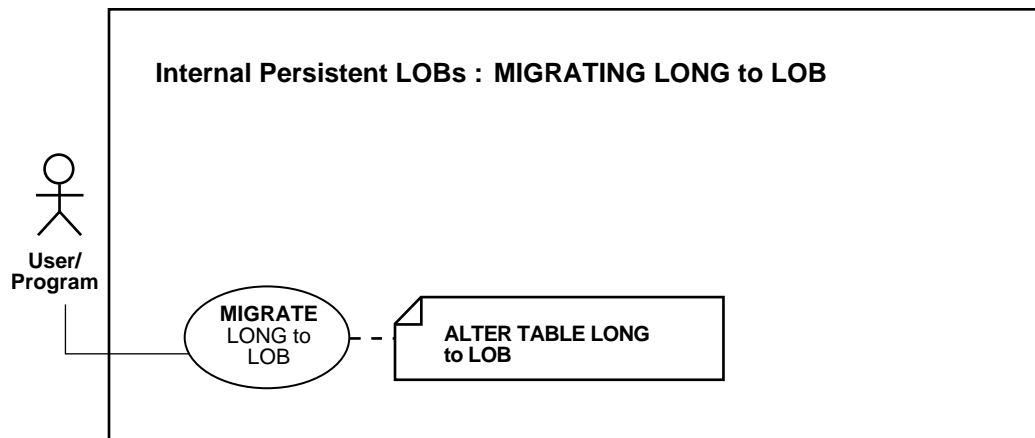 Internal Persistent LOBs : MIGRATING LONG to LOB
User/
Program
MIGRATE
LONG to
LOB
ALTER TABLE LONG
to LOB